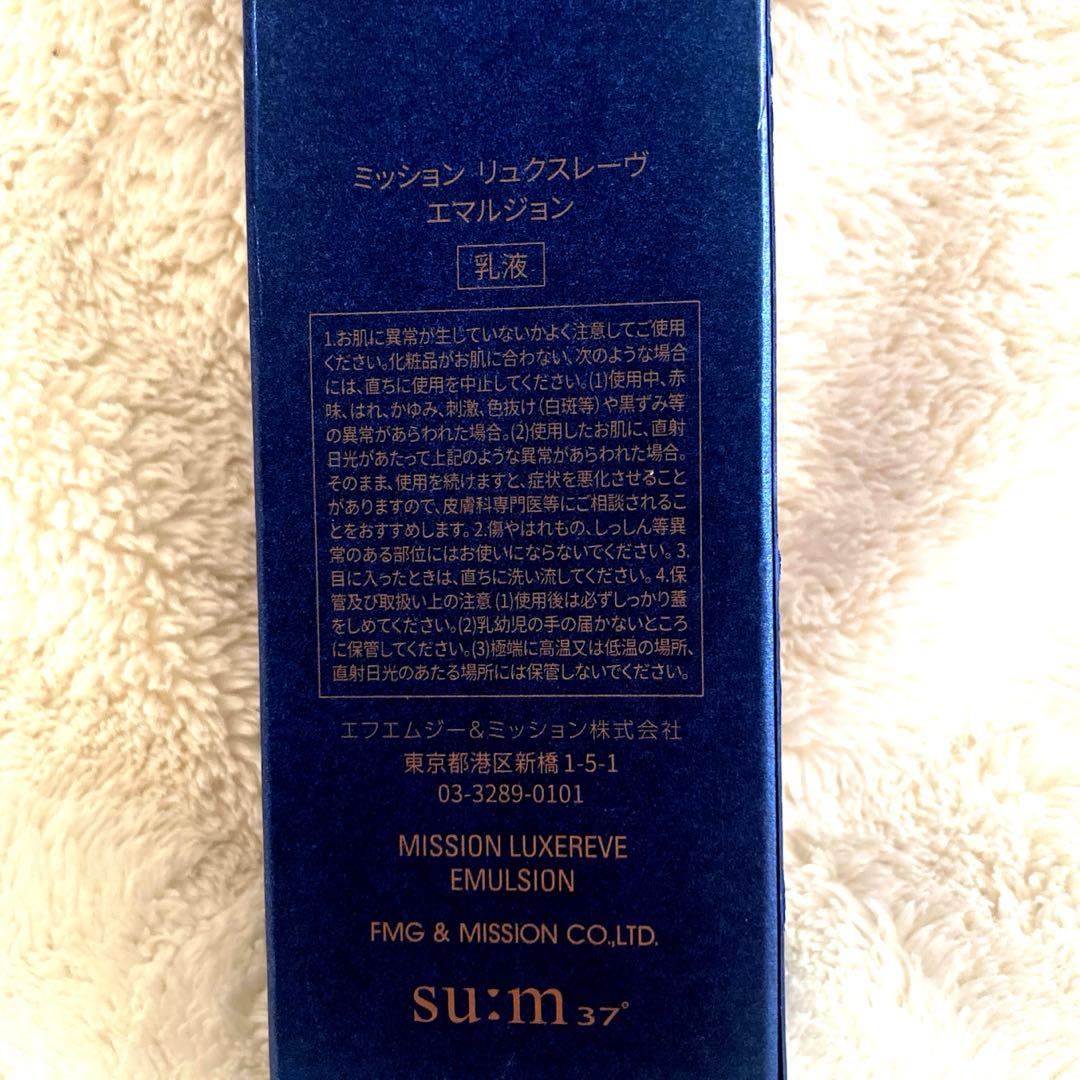 ミッション リュクスレーヴ
エマルジョン
乳液
1.お肌に異常が生じていないかよく注意してご使用
ください。化粧品がお肌に合わない、次のような場合
には、直ちに使用を中止してください。(1)使用中、赤
味、はれ、かゆみ、刺激、色抜け(白斑等)や黒ずみ等
の異常があらわれた場合。(2)使用したお肌に、直射
日光があたって上記のような異常があらわれた場合。
そのまま、使用を続けますと、症状を悪化させること
がありますので、皮膚科専門医等にご相談されるこ
とをおすすめします。2.傷やはれもの、しっしん等異
常のある部位にはお使いにならないでください。3.
目に入ったときは、直ちに洗い流してください。4.保
管及び取扱い上の注意(1)使用後は必ずしっかり蓋
をしめてください。(2)乳幼児の手の届かないところ
に保管してください。(3)極端に高温又は低温の場所、
直射日光のあたる場所には保管しないでください。
エフエムジー&ミッション株式会社
東京都港区新橋1-5-1
03-3289-0101
MISSION LUXEREVE
EMULSION
FMG & MISSION CO.,LTD.
su:m37°